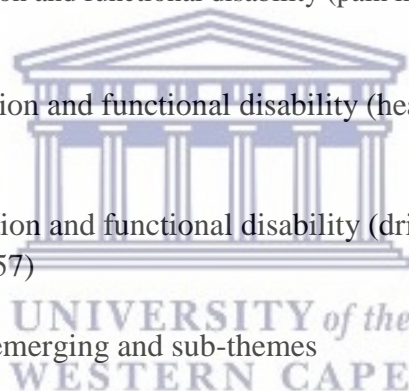 ion and functional disability (pain
ion and functional disability (hea
ion and functional disability (dri
57)
UNIVERSITY of the
emerging and sub-themes
WESTERN CAPE